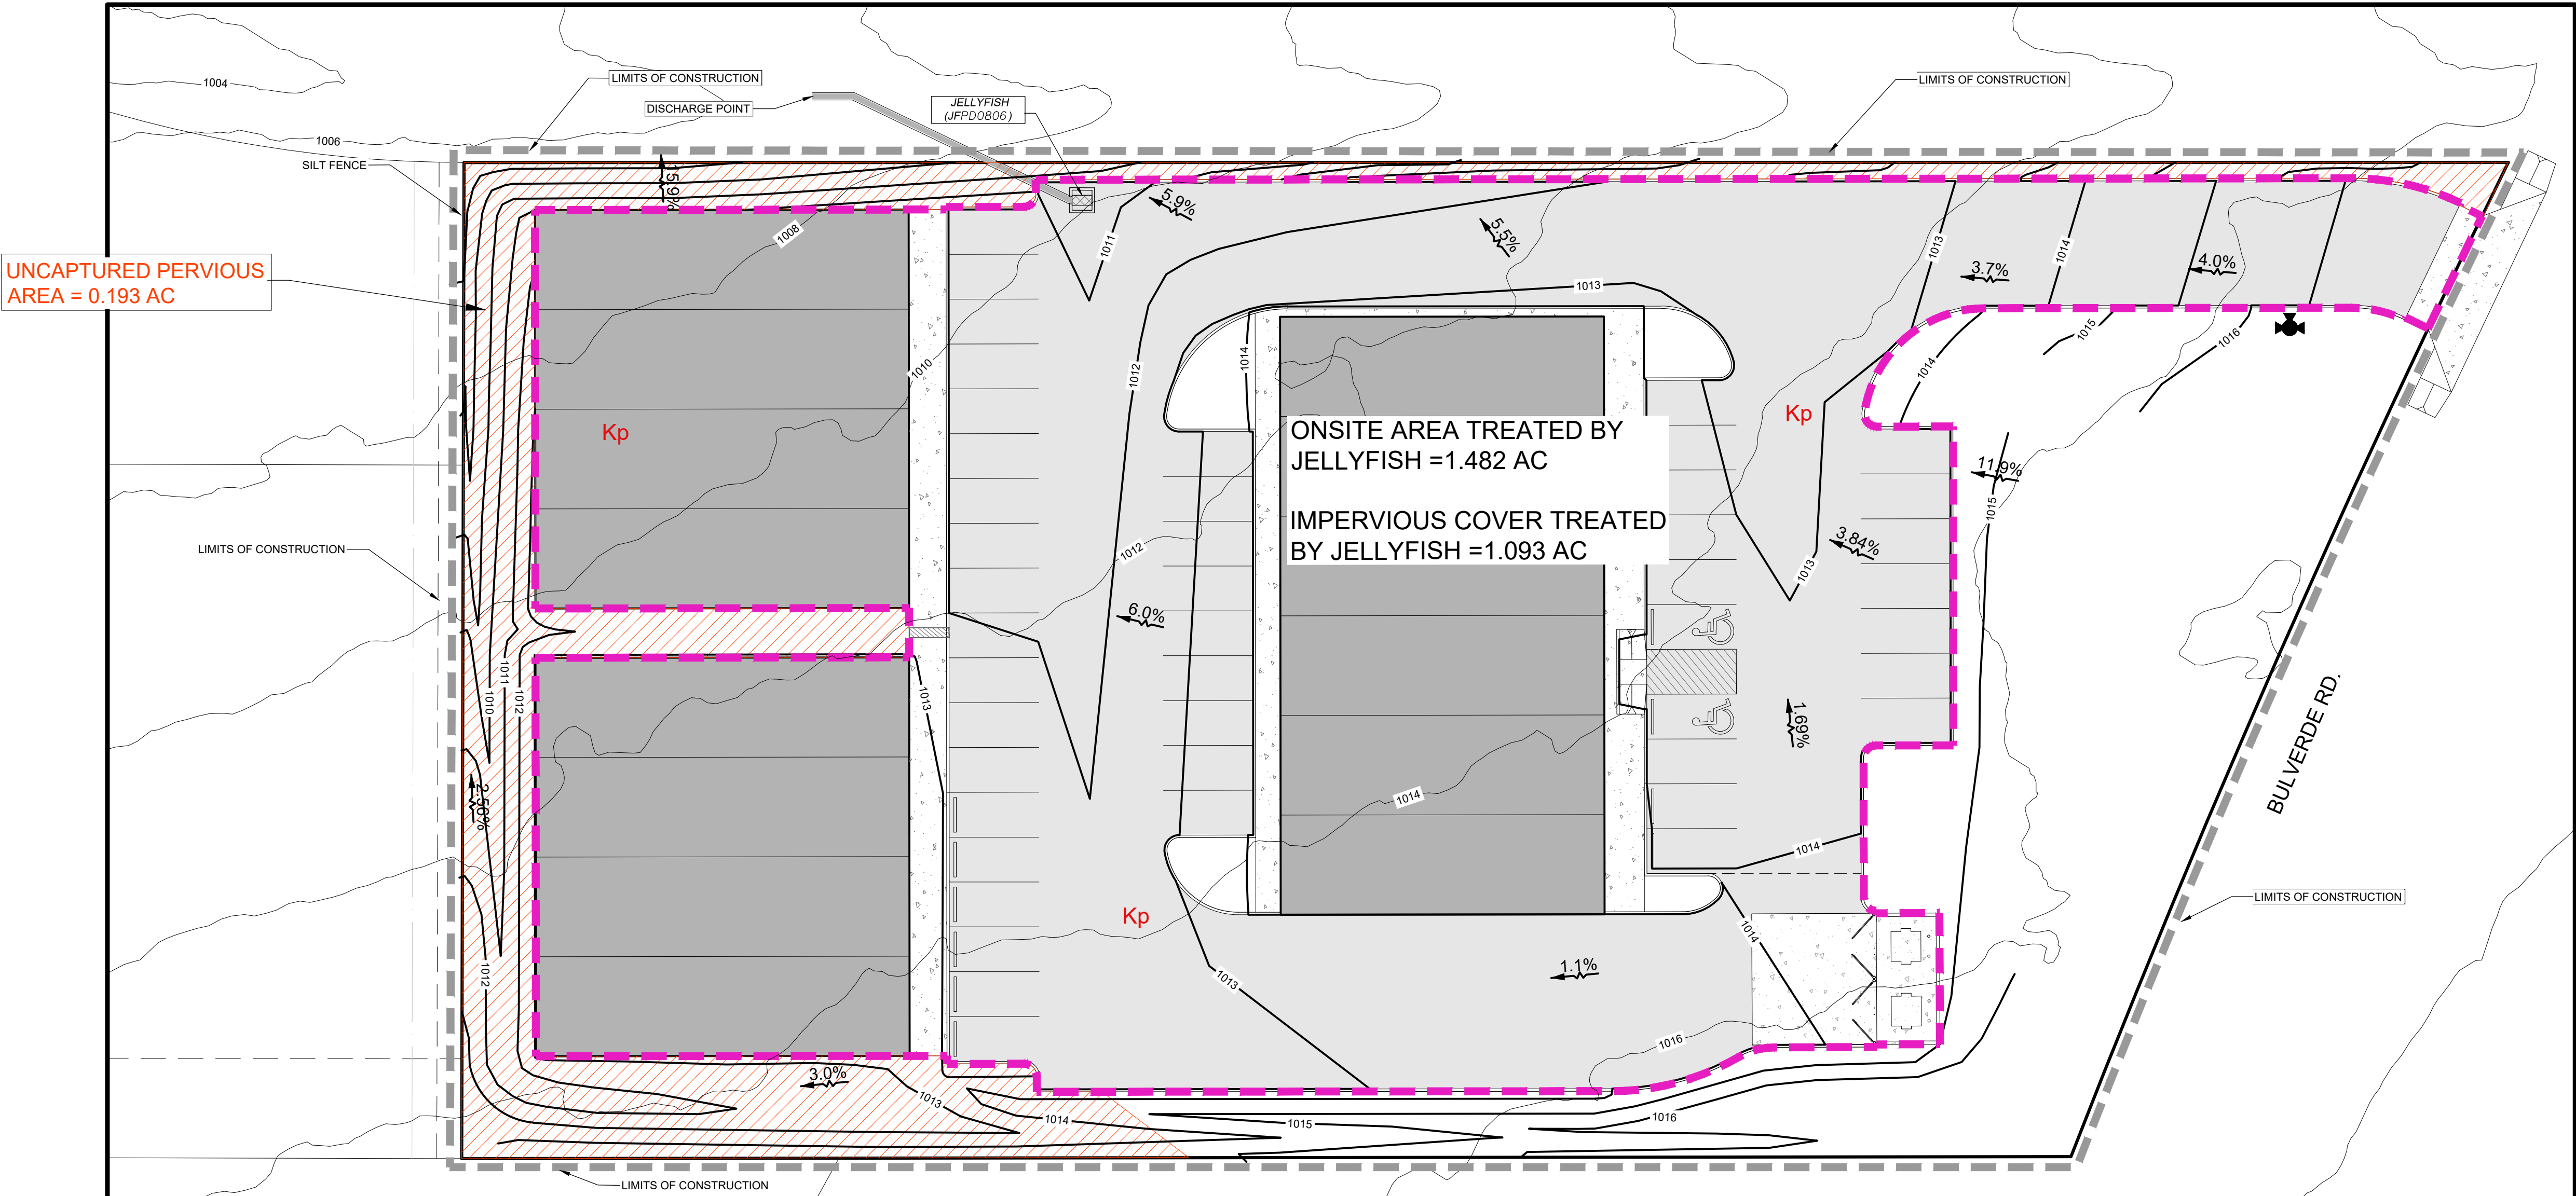 1004
LIMITS OF CONSTRUCTION
DISCHARGE POINT
JELLYFISH
(JFPD0806)
LIMITS OF CONSTRUCTION
1006
SILT FENCE
15.9%
5.9%
5.5%
1008
1011
1013
1014
3.7%
4.0%
UNCAPTURED PERVIOUS
AREA = 0.193 AC
1013
1015
1016
1014
1012
1010
1014
Kp
Kp
ONSITE AREA TREATED BY
JELLYFISH =1.482 AC
IMPERVIOUS COVER TREATED
BY JELLYFISH =1.093 AC
11.9%
1015
LIMITS OF CONSTRUCTION
1012
3.84%
1013
6.0%
1011
1010
1012
1013
1.69%
BULVERDE RD.
2.50%
1014
1014
LIMITS OF CONSTRUCTION
Kp
1014
1012
1013
1.1%
1016
3.0%
1013
1014
1015
1016
LIMITS OF CONSTRUCTION